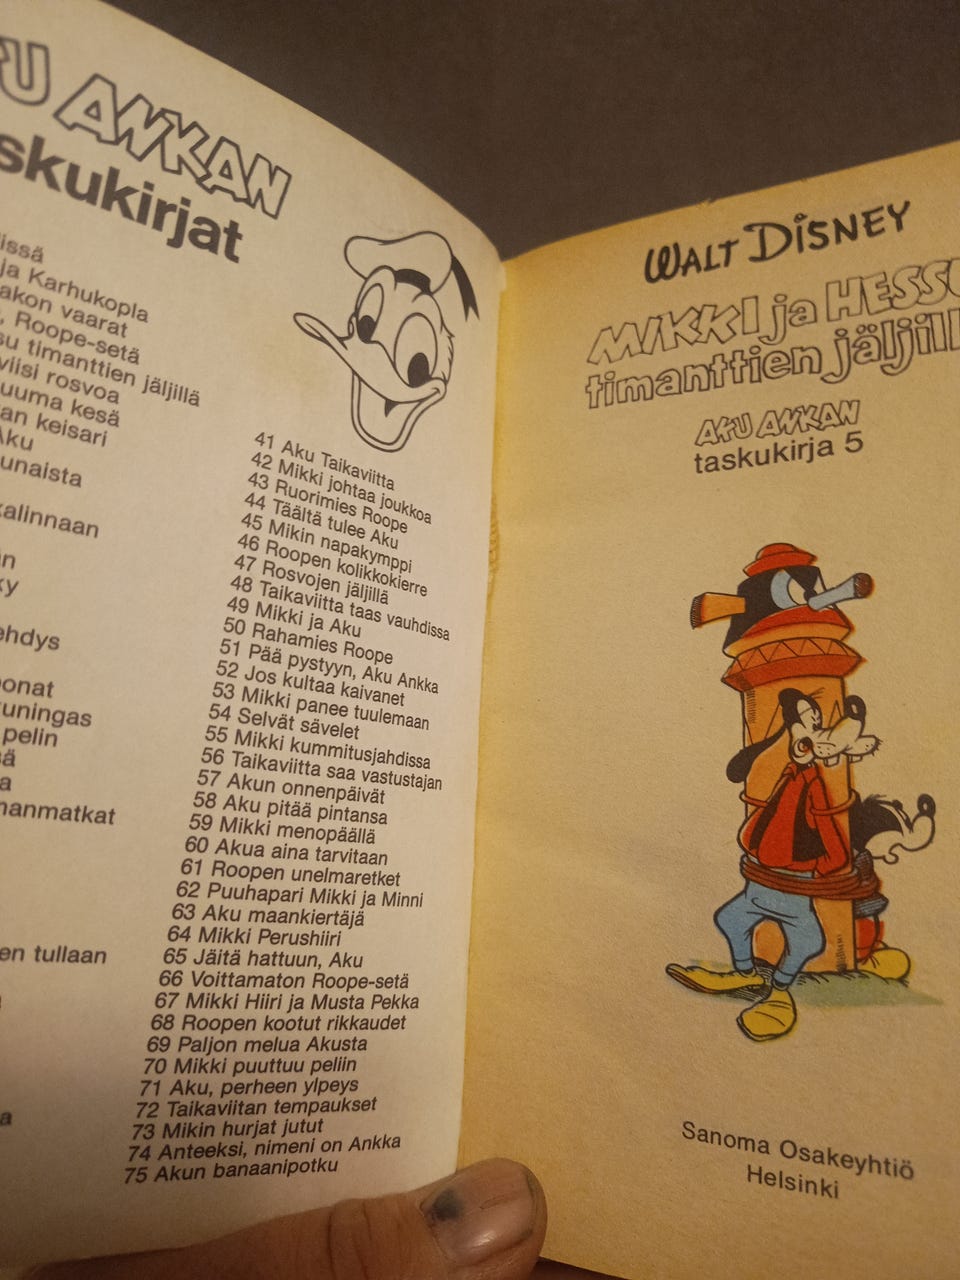 U ANKAN
skukirjat
issä
ja Karhukopla
akon vaarat
, Roope-setä
su timanttien jäljillä
viisi rosvoa
uuma kesä
an keisari
Aku
unaista
alinnaan
n
y
ehdys
onat
uningas
pelin
ä
a
nanmatkat
en tullaan
a
41 Aku Taikaviitta
42 Mikki johtaa joukkoa
43 Ruorimies Roope
44 Täältä tulee Aku
45 Mikin napakymppi
46 Roopen kolikkokierre
47 Rosvojen jäljillä
48 Taikaviitta taas vauhdissa
49 Mikki ja Aku
50 Rahamies Roope
51 Pää pystyyn, Aku Ankka
52 Jos kultaa kaivanet
53 Mikki panee tuulemaan
54 Selvät sävelet
55 Mikki kummitusjahdissa
56 Taikaviitta saa vastustajan
57 Akun onnenpäivät
58 Aku pitää pintansa
59 Mikki menopäällä
60 Akua aina tarvitaan
61 Roopen unelmaretket
62 Puuhapari Mikki ja Minni
63 Aku maankiertäjä
64 Mikki Perushiiri
65 Jäitä hattuun, Aku
66 Voittamaton Roope-setä
67 Mikki Hiiri ja Musta Pekka
68 Roopen kootut rikkaudet
69 Paljon melua Akusta
70 Mikki puuttuu peliin
71 Aku, perheen ylpeys
72 Taikaviitan tempaukset
73 Mikin hurjat jutut
74 Anteeksi, nimeni on Ankka
75 Akun banaanipotku
WALT DISNEY
MIKKI ja HESSU
timanttien jäljill
AKU ANKAN
taskukirja 5
Sanoma Osakeyhtiö
Helsinki